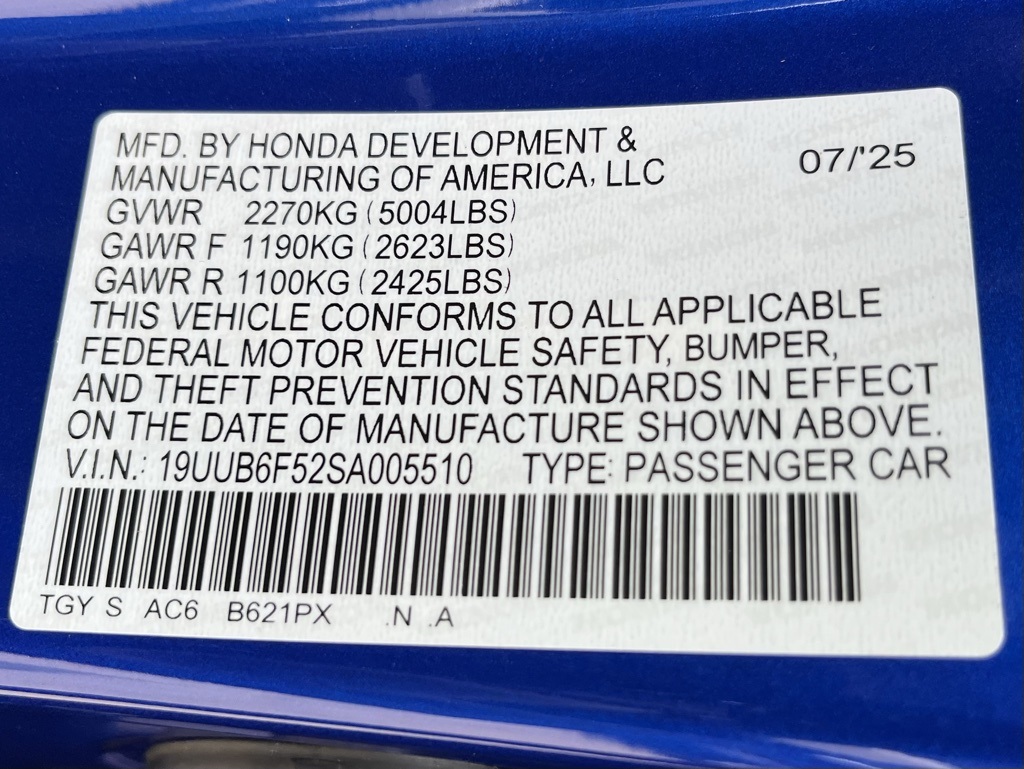 MFD. BY HONDA DEVELOPMENT &
MANUFACTURING OF AMERICA, LLC
07/'25
GVWR 2270KG (5004LBS)
GAWR F 1190KG (2623LBS)
GAWR R 1100KG (2425LBS)
THIS VEHICLE CONFORMS TO ALL APPLICABLE
FEDERAL MOTOR VEHICLE SAFETY, BUMPER,
AND THEFT PREVENTION STANDARDS IN EFFECT
ON THE DATE OF MANUFACTURE SHOWN ABOVE.
V.I.N.: 19UUB6F52SA005510 TYPE: PASSENGER CAR
TGY S AC6 B621PX .N .A